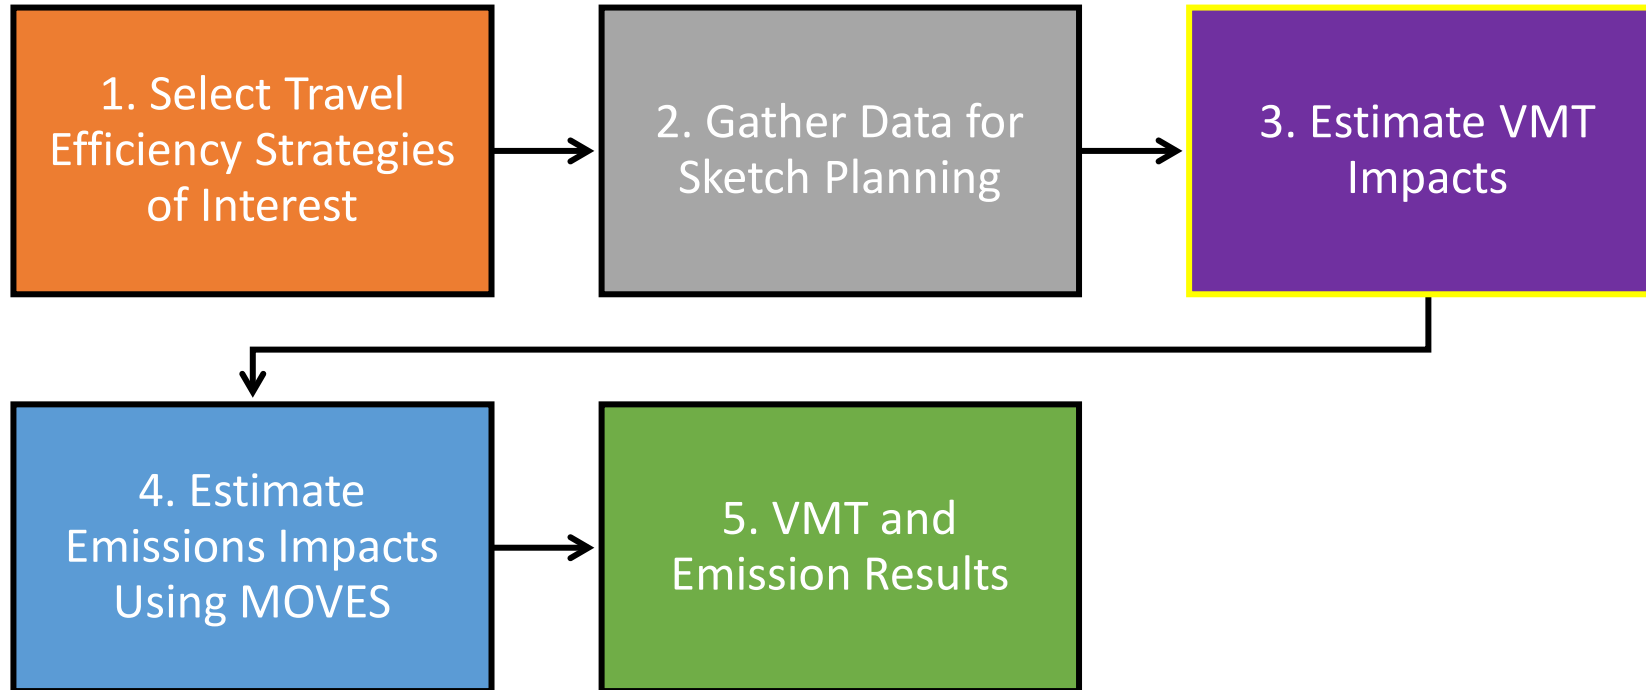 1. Select Travel
Efficiency Strategies
of Interest
2. Gather Data for
Sketch Planning
3. Estimate VMT
Impacts
4. Estimate
Emissions Impacts
Using MOVES
5. VMT and
Emission Results